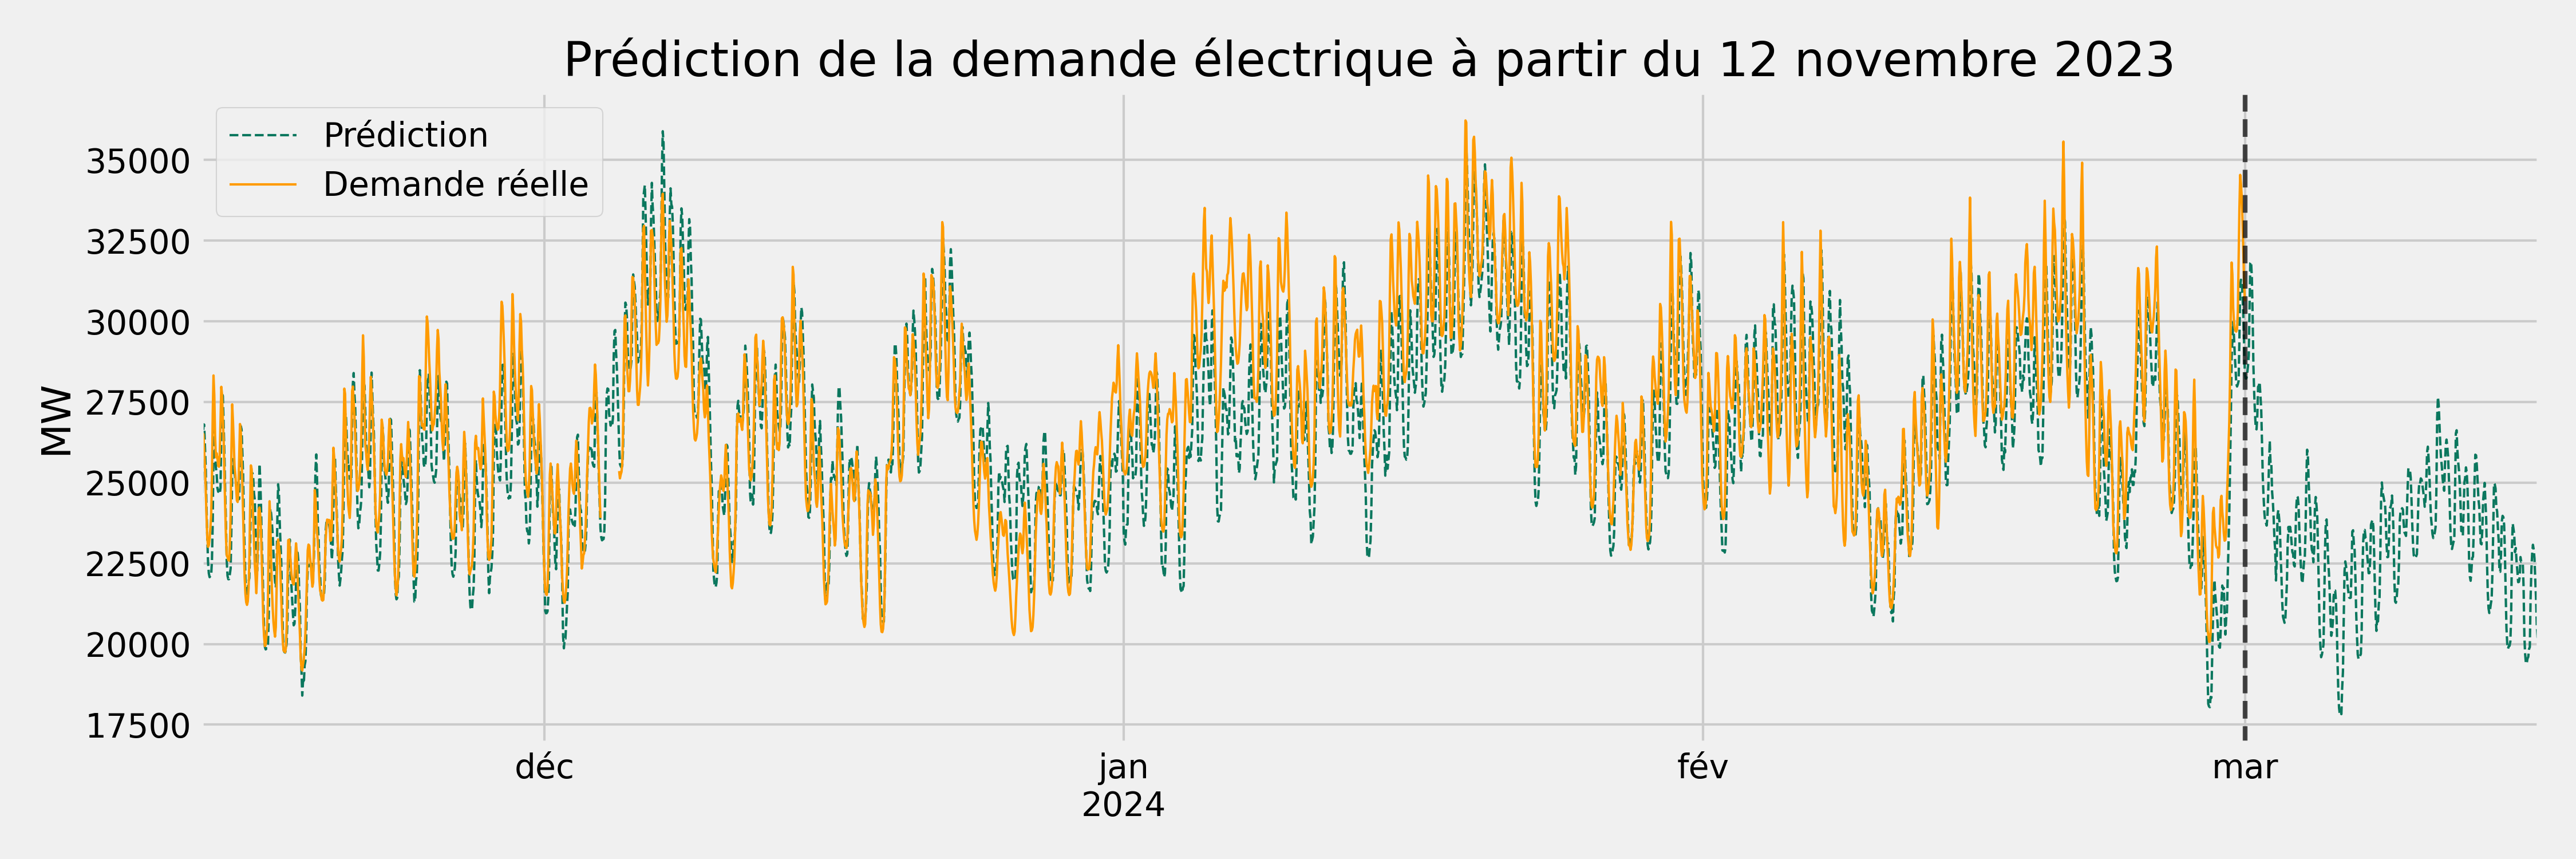 Prédiction de la demande électrique à partir du 12 novembre 2023
Prédiction
Demande réelle
MW
35000
32500
30000
27500
25000
22500
20000
17500
déc
jan
2024
fév
mar